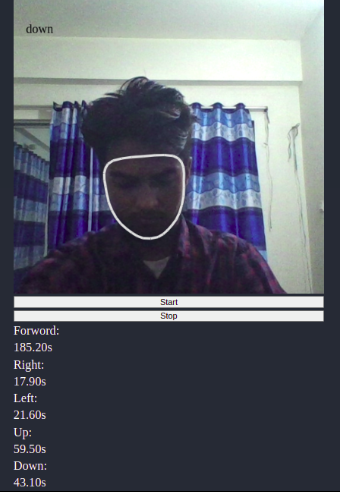 down
Start
Stop
Forword:
185.20s
Right:
17.90s
Left:
21.60s
Up:
59.50s
Down:
43.10s